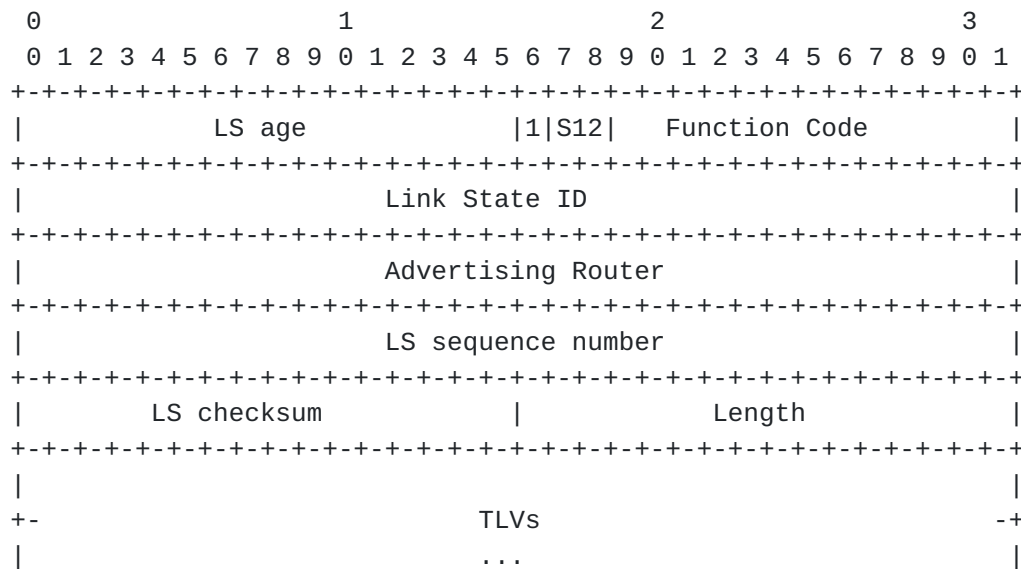 0                   1                   2                   3
 0 1 2 3 4 5 6 7 8 9 0 1 2 3 4 5 6 7 8 9 0 1 2 3 4 5 6 7 8 9 0 1
+-+-+-+-+-+-+-+-+-+-+-+-+-+-+-+-+-+-+-+-+-+-+-+-+-+-+-+-+-+-+-+-+
|            LS age             |1|S12|   Function Code         |
+-+-+-+-+-+-+-+-+-+-+-+-+-+-+-+-+-+-+-+-+-+-+-+-+-+-+-+-+-+-+-+-+
|                       Link State ID                           |
+-+-+-+-+-+-+-+-+-+-+-+-+-+-+-+-+-+-+-+-+-+-+-+-+-+-+-+-+-+-+-+-+
|                       Advertising Router                      |
+-+-+-+-+-+-+-+-+-+-+-+-+-+-+-+-+-+-+-+-+-+-+-+-+-+-+-+-+-+-+-+-+
|                       LS sequence number                      |
+-+-+-+-+-+-+-+-+-+-+-+-+-+-+-+-+-+-+-+-+-+-+-+-+-+-+-+-+-+-+-+-+
|        LS checksum            |            Length             |
+-+-+-+-+-+-+-+-+-+-+-+-+-+-+-+-+-+-+-+-+-+-+-+-+-+-+-+-+-+-+-+-+
|                                                               |
+-                            TLVs                             -+
|                             ...                               |